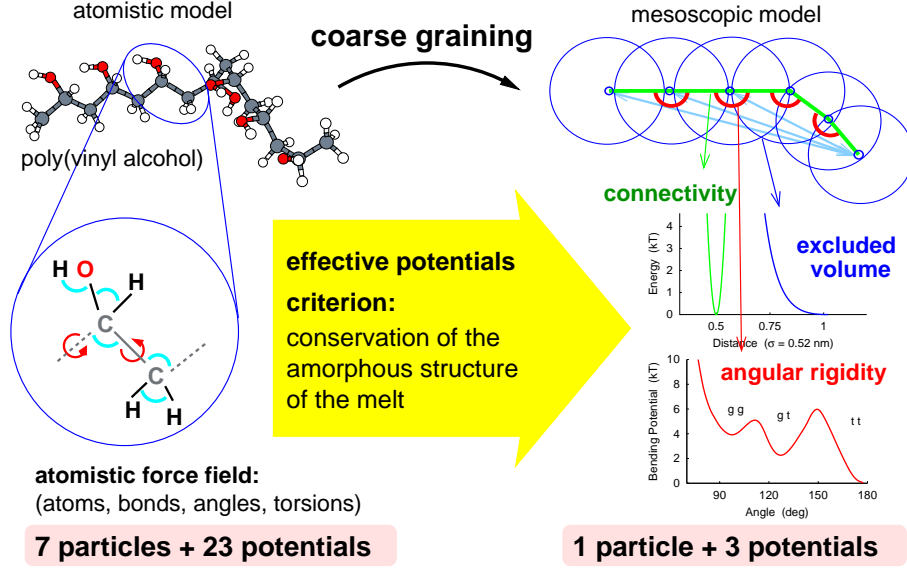 atomistic model
mesoscopic model
coarse graining
poly(vinyl alcohol)
connectivity
excluded
volume
Energy (kT)
4
3
2
1
0
0.5
0.75
1
Distance (σ = 0.52 nm)
H
O
H
C
C
H
H
effective potentials
criterion:
conservation of the
amorphous structure
of the melt
angular rigidity
Bending Potential (kT)
10
8
6
4
2
0
g g
g t
t t
90
120
150
180
Angle (deg)
atomistic force field:
(atoms, bonds, angles, torsions)
7 particles + 23 potentials
1 particle + 3 potentials